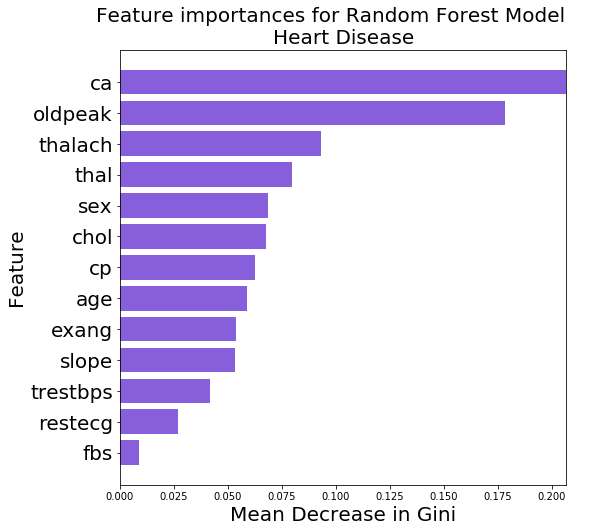 Feature importances for Random Forest Model
Heart Disease
Feature
ca
oldpeak
thalach
thal
sex
chol
cp
age
exang
slope
trestbps
restecg
fbs
0.000 0.025 0.050 0.075 0.100 0.125 0.150 0.175 0.200
Mean Decrease in Gini